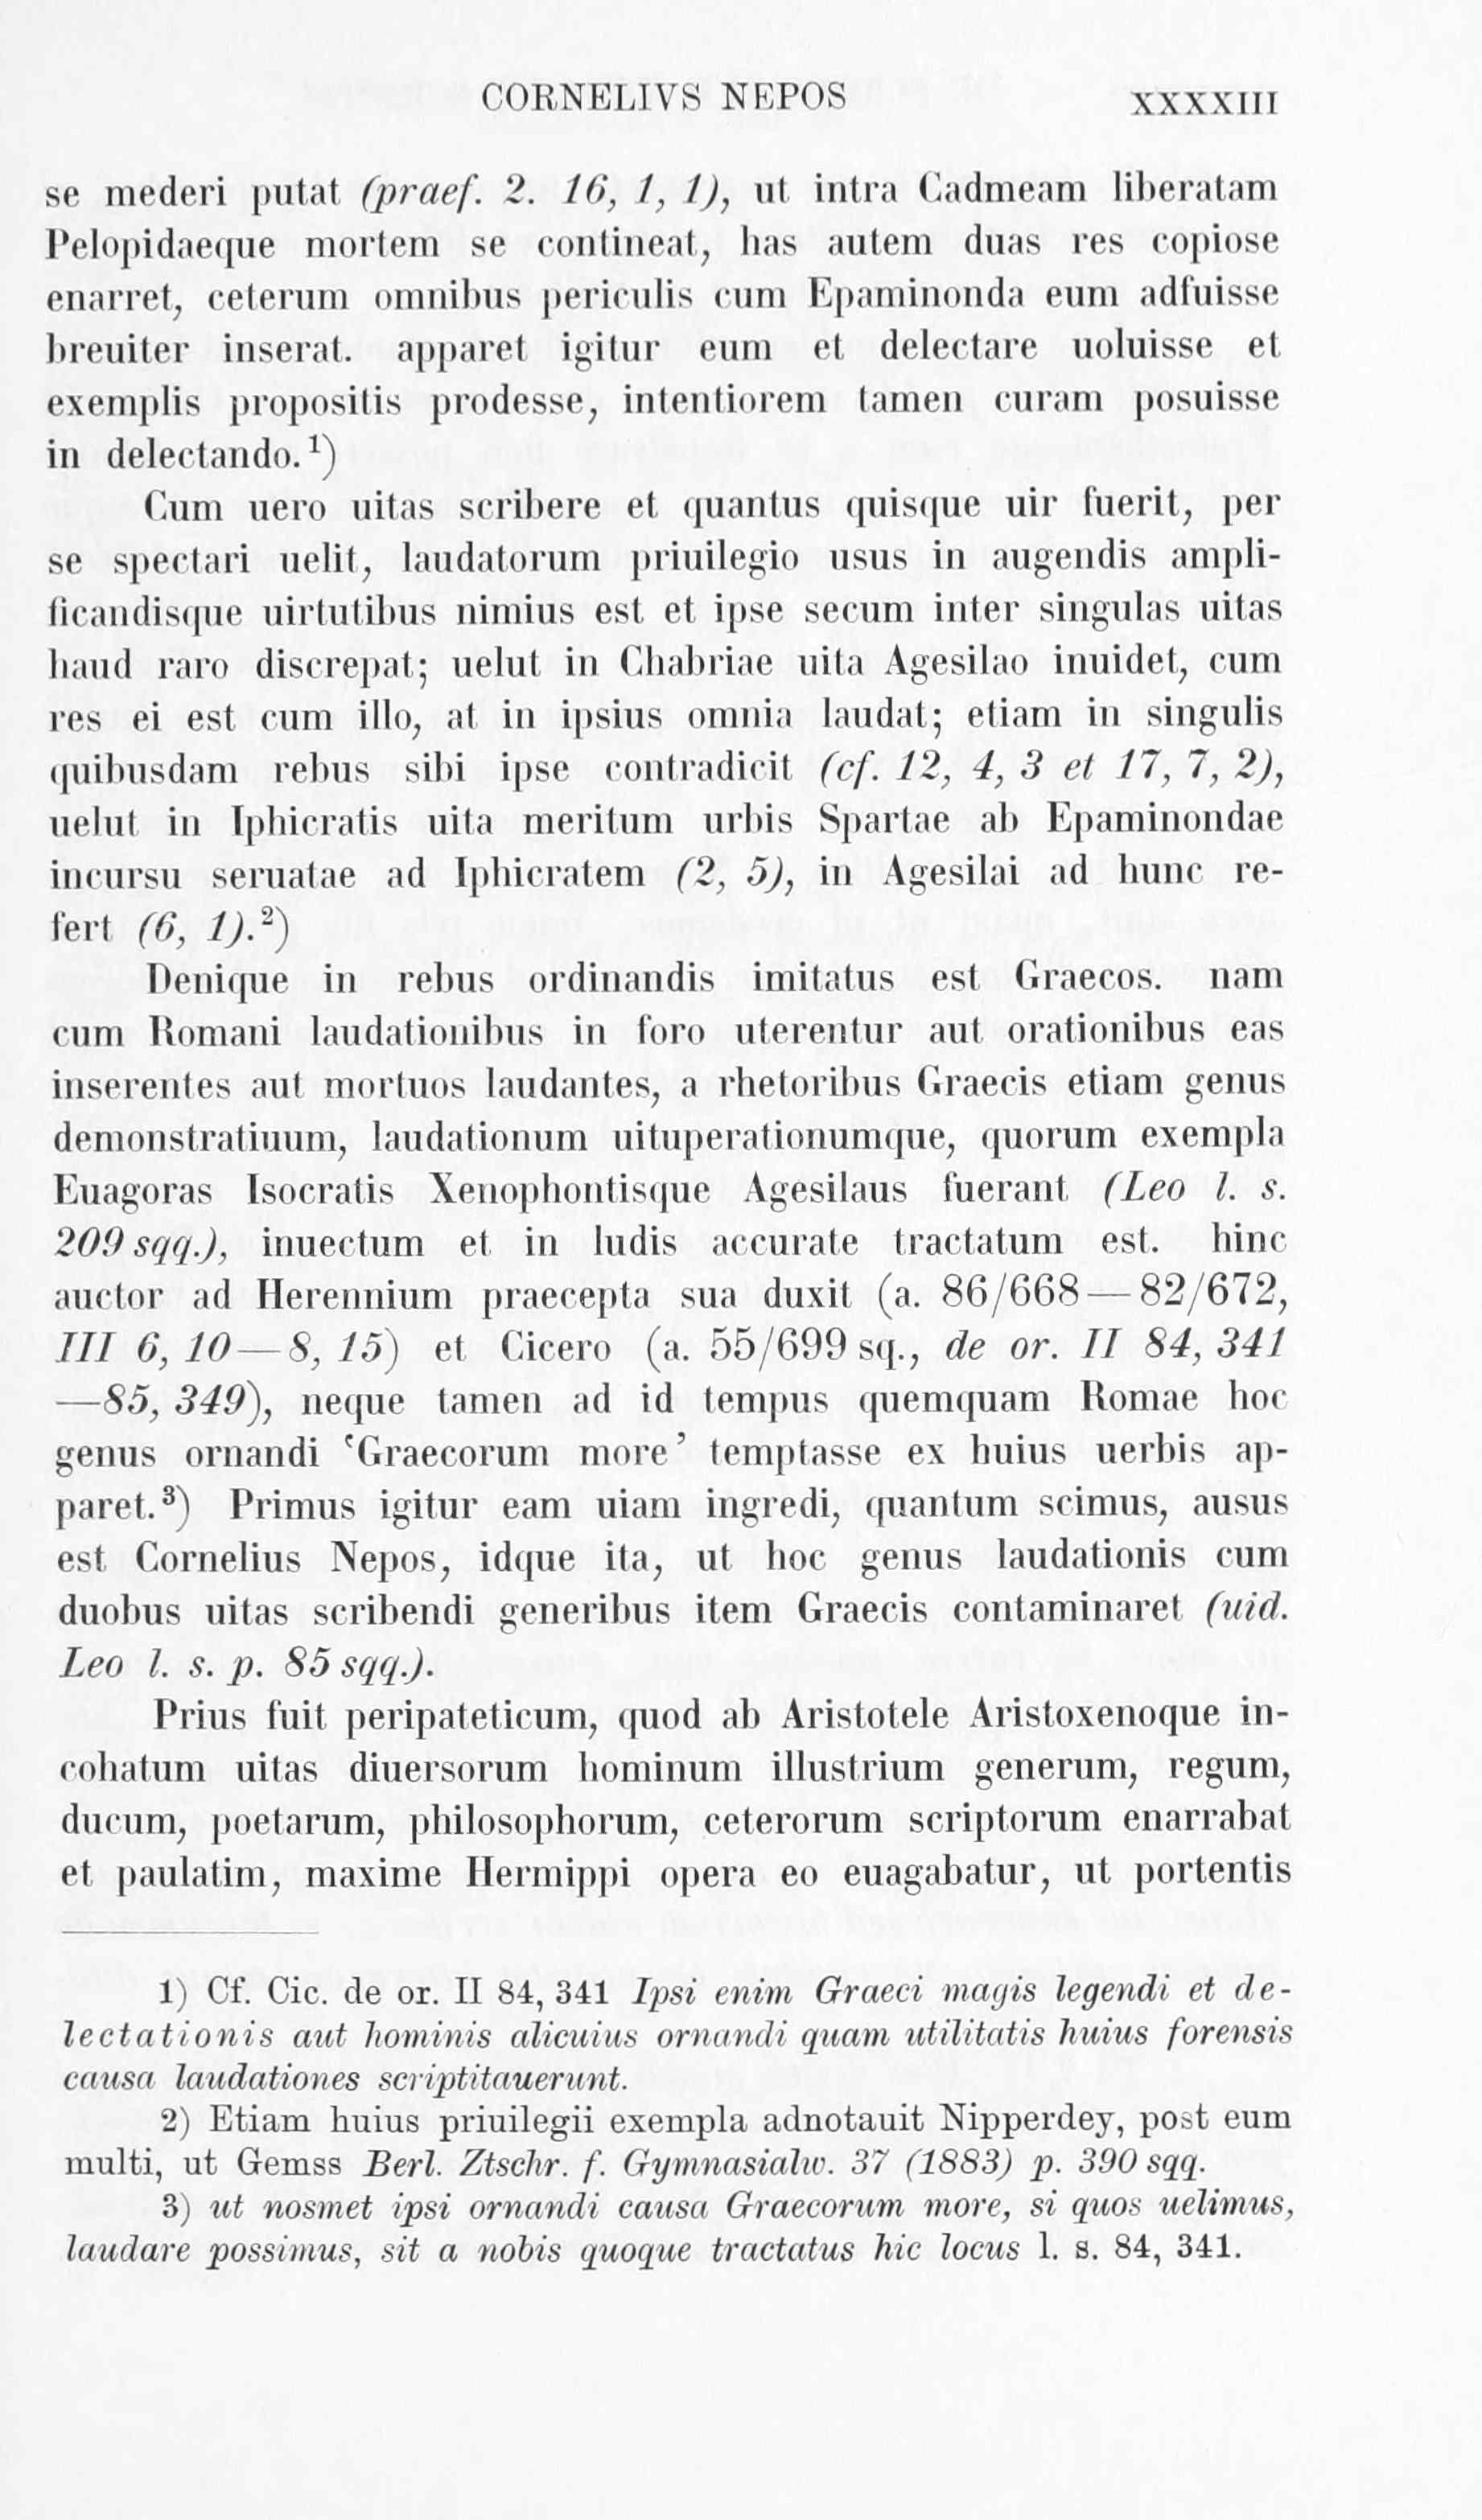 CORNELIVS NEPOS XXXXIII
se mederi putat (praef. 2. 16, 1, 1), ut intra Cadmeam liberatam
Pelopidaeque mortem se contineat, has autem duas res copiose
enarret, ceterum omnibus periculis cum Epaminonda eum adfuisse
breuiter inserat. apparet igitur eum et delectare uoluisse et
exemplis propositis prodesse, intentiorem tamen curam posuisse
in delectando.¹)
Cum uero uitas scribere et quantus quisque uir fuerit, per
se spectari uelit, laudatorum priuilegio usus in augendis ampli-
ficandisque uirtutibus nimius est et ipse secum inter singulas uitas
haud raro discrepat; uelut in Chabriae uita Agesilao inuidet, cum
res ei est cum illo, at in ipsius omnia laudat; etiam in singulis
quibusdam rebus sibi ipse contradicit (cf. 12, 4, 3 et 17, 7, 2),
uelut in Iphicratis uita meritum urbis Spartae ab Epaminondae
incursu seruatae ad Iphicratem (2, 5), in Agesilai ad hunc re-
fert (6, 1).²)
Denique in rebus ordinandis imitatus est Graecos. nam
cum Romani laudationibus in foro uterentur aut orationibus eas
inserentes aut mortuos laudantes, a rhetoribus Graecis etiam genus
demonstratiuum, laudationum uituperationumque, quorum exempla
Euagoras Isocratis Xenophontisque Agesilaus fuerant (Leo l. s.
209 sqq.), inuectum et in ludis accurate tractatum est. hinc
auctor ad Herennium praecepta sua duxit (a. 86/668—82/672,
III 6, 10—8, 15) et Cicero (a. 55/699 sq., de or. II 84, 341
—85, 349), neque tamen ad id tempus quemquam Romae hoc
genus ornandi ‘Graecorum more’ temptasse ex huius uerbis ap-
paret.³) Primus igitur eam uiam ingredi, quantum scimus, ausus
est Cornelius Nepos, idque ita, ut hoc genus laudationis cum
duobus uitas scribendi generibus item Graecis contaminaret (uid.
Leo l. s. p. 85 sqq.).
Prius fuit peripateticum, quod ab Aristotele Aristoxenoque in-
cohatum uitas diuersorum hominum illustrium generum, regum,
ducum, poetarum, philosophorum, ceterorum scriptorum enarrabat
et paulatim, maxime Hermippi opera eo euagabatur, ut portentis
1) Cf. Cic. de or. II 84, 341 Ipsi enim Graeci magis legendi et de-
lectationis aut hominis alicuius ornandi quam utilitatis huius forensis
causa laudationes scriptitauerunt.
2) Etiam huius priuilegii exempla adnotauit Nipperdey, post eum
multi, ut Gemss Berl. Ztschr. f. Gymnasialw. 37 (1883) p. 390 sqq.
3) ut nosmet ipsi ornandi causa Graecorum more, si quos uelimus,
laudare possimus, sit a nobis quoque tractatus hic locus l. s. 84, 341.